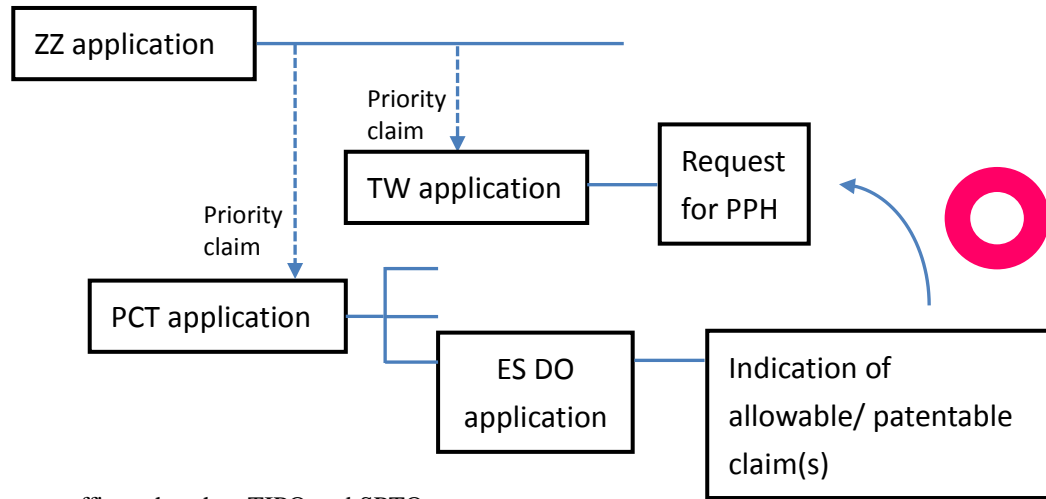 ZZ application
Priority
claim
TW application
Request
for PPH
Priority
claim
PCT application
ES DO
application
Indication of
allowable/ patentable
claim(s)